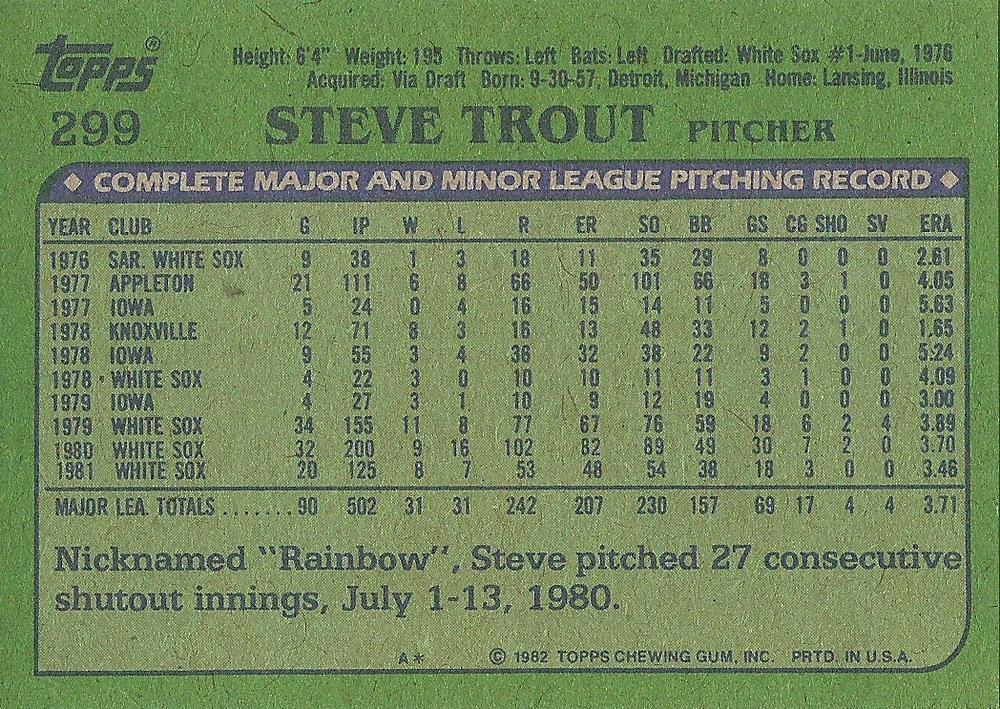 topps®
Height: 6'4" Weight: 195 Throws: Left Bats: Left Drafted: White Sox #1-June, 1976
Acquired: Via Draft Born: 9-30-57, Detroit, Michigan Home: Lansing, Illinois
299 STEVE TROUT PITCHER
◆ COMPLETE MAJOR AND MINOR LEAGUE PITCHING RECORD ◆
YEAR CLUB G IP W L R ER SO BB GS CG SHO SV ERA
1976 SAR. WHITE SOX 9 38 1 3 18 11 35 29 8 0 0 0 2.61
1977 APPLETON 21 111 6 8 66 50 101 66 18 3 1 0 4.05
1977 IOWA 5 24 0 4 16 15 14 11 5 0 0 0 5.63
1978 KNOXVILLE 12 71 8 3 16 13 48 33 12 2 1 0 1.65
1978 IOWA 9 55 3 4 36 32 38 22 9 2 0 0 5.24
1978 WHITE SOX 4 22 3 0 10 10 11 11 3 1 0 0 4.09
1979 IOWA 4 27 3 1 10 9 12 19 4 0 0 0 3.00
1979 WHITE SOX 34 155 11 8 77 67 76 59 18 6 2 4 3.89
1980 WHITE SOX 32 200 9 16 102 82 89 49 30 7 2 0 3.70
1981 WHITE SOX 20 125 8 7 53 48 54 38 18 3 0 0 3.46
MAJOR LEA. TOTALS ....... 90 502 31 31 242 207 230 157 69 17 4 4 3.71
Nicknamed "Rainbow", Steve pitched 27 consecutive
shutout innings, July 1-13, 1980.
A* © 1982 TOPPS CHEWING GUM, INC. PRTD. IN U.S.A.